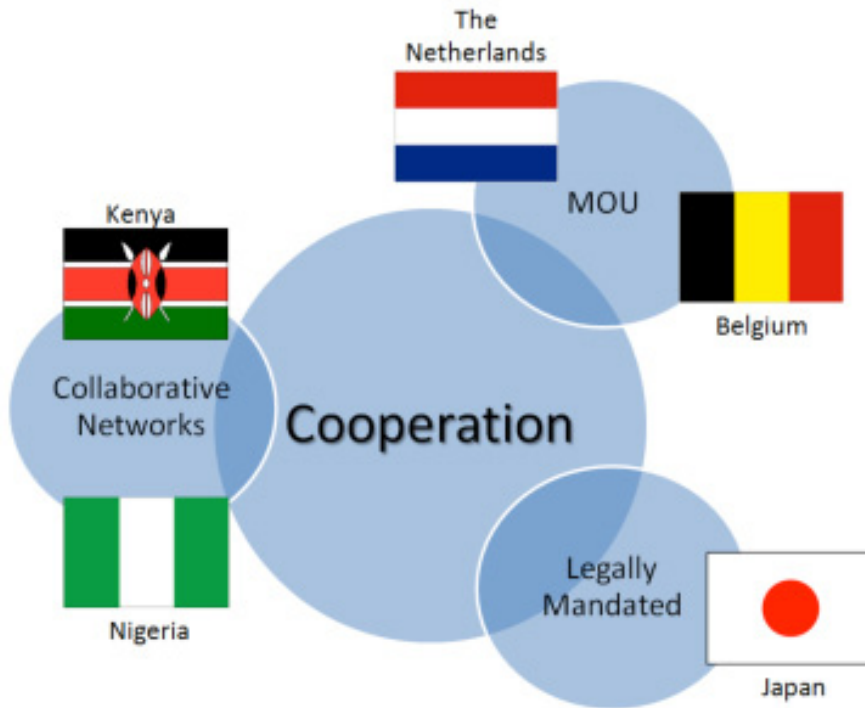 The
Netherlands
MOU
Belgium
Kenya
Collaborative
Networks
Nigeria
Cooperation
Legally
Mandated
Japan